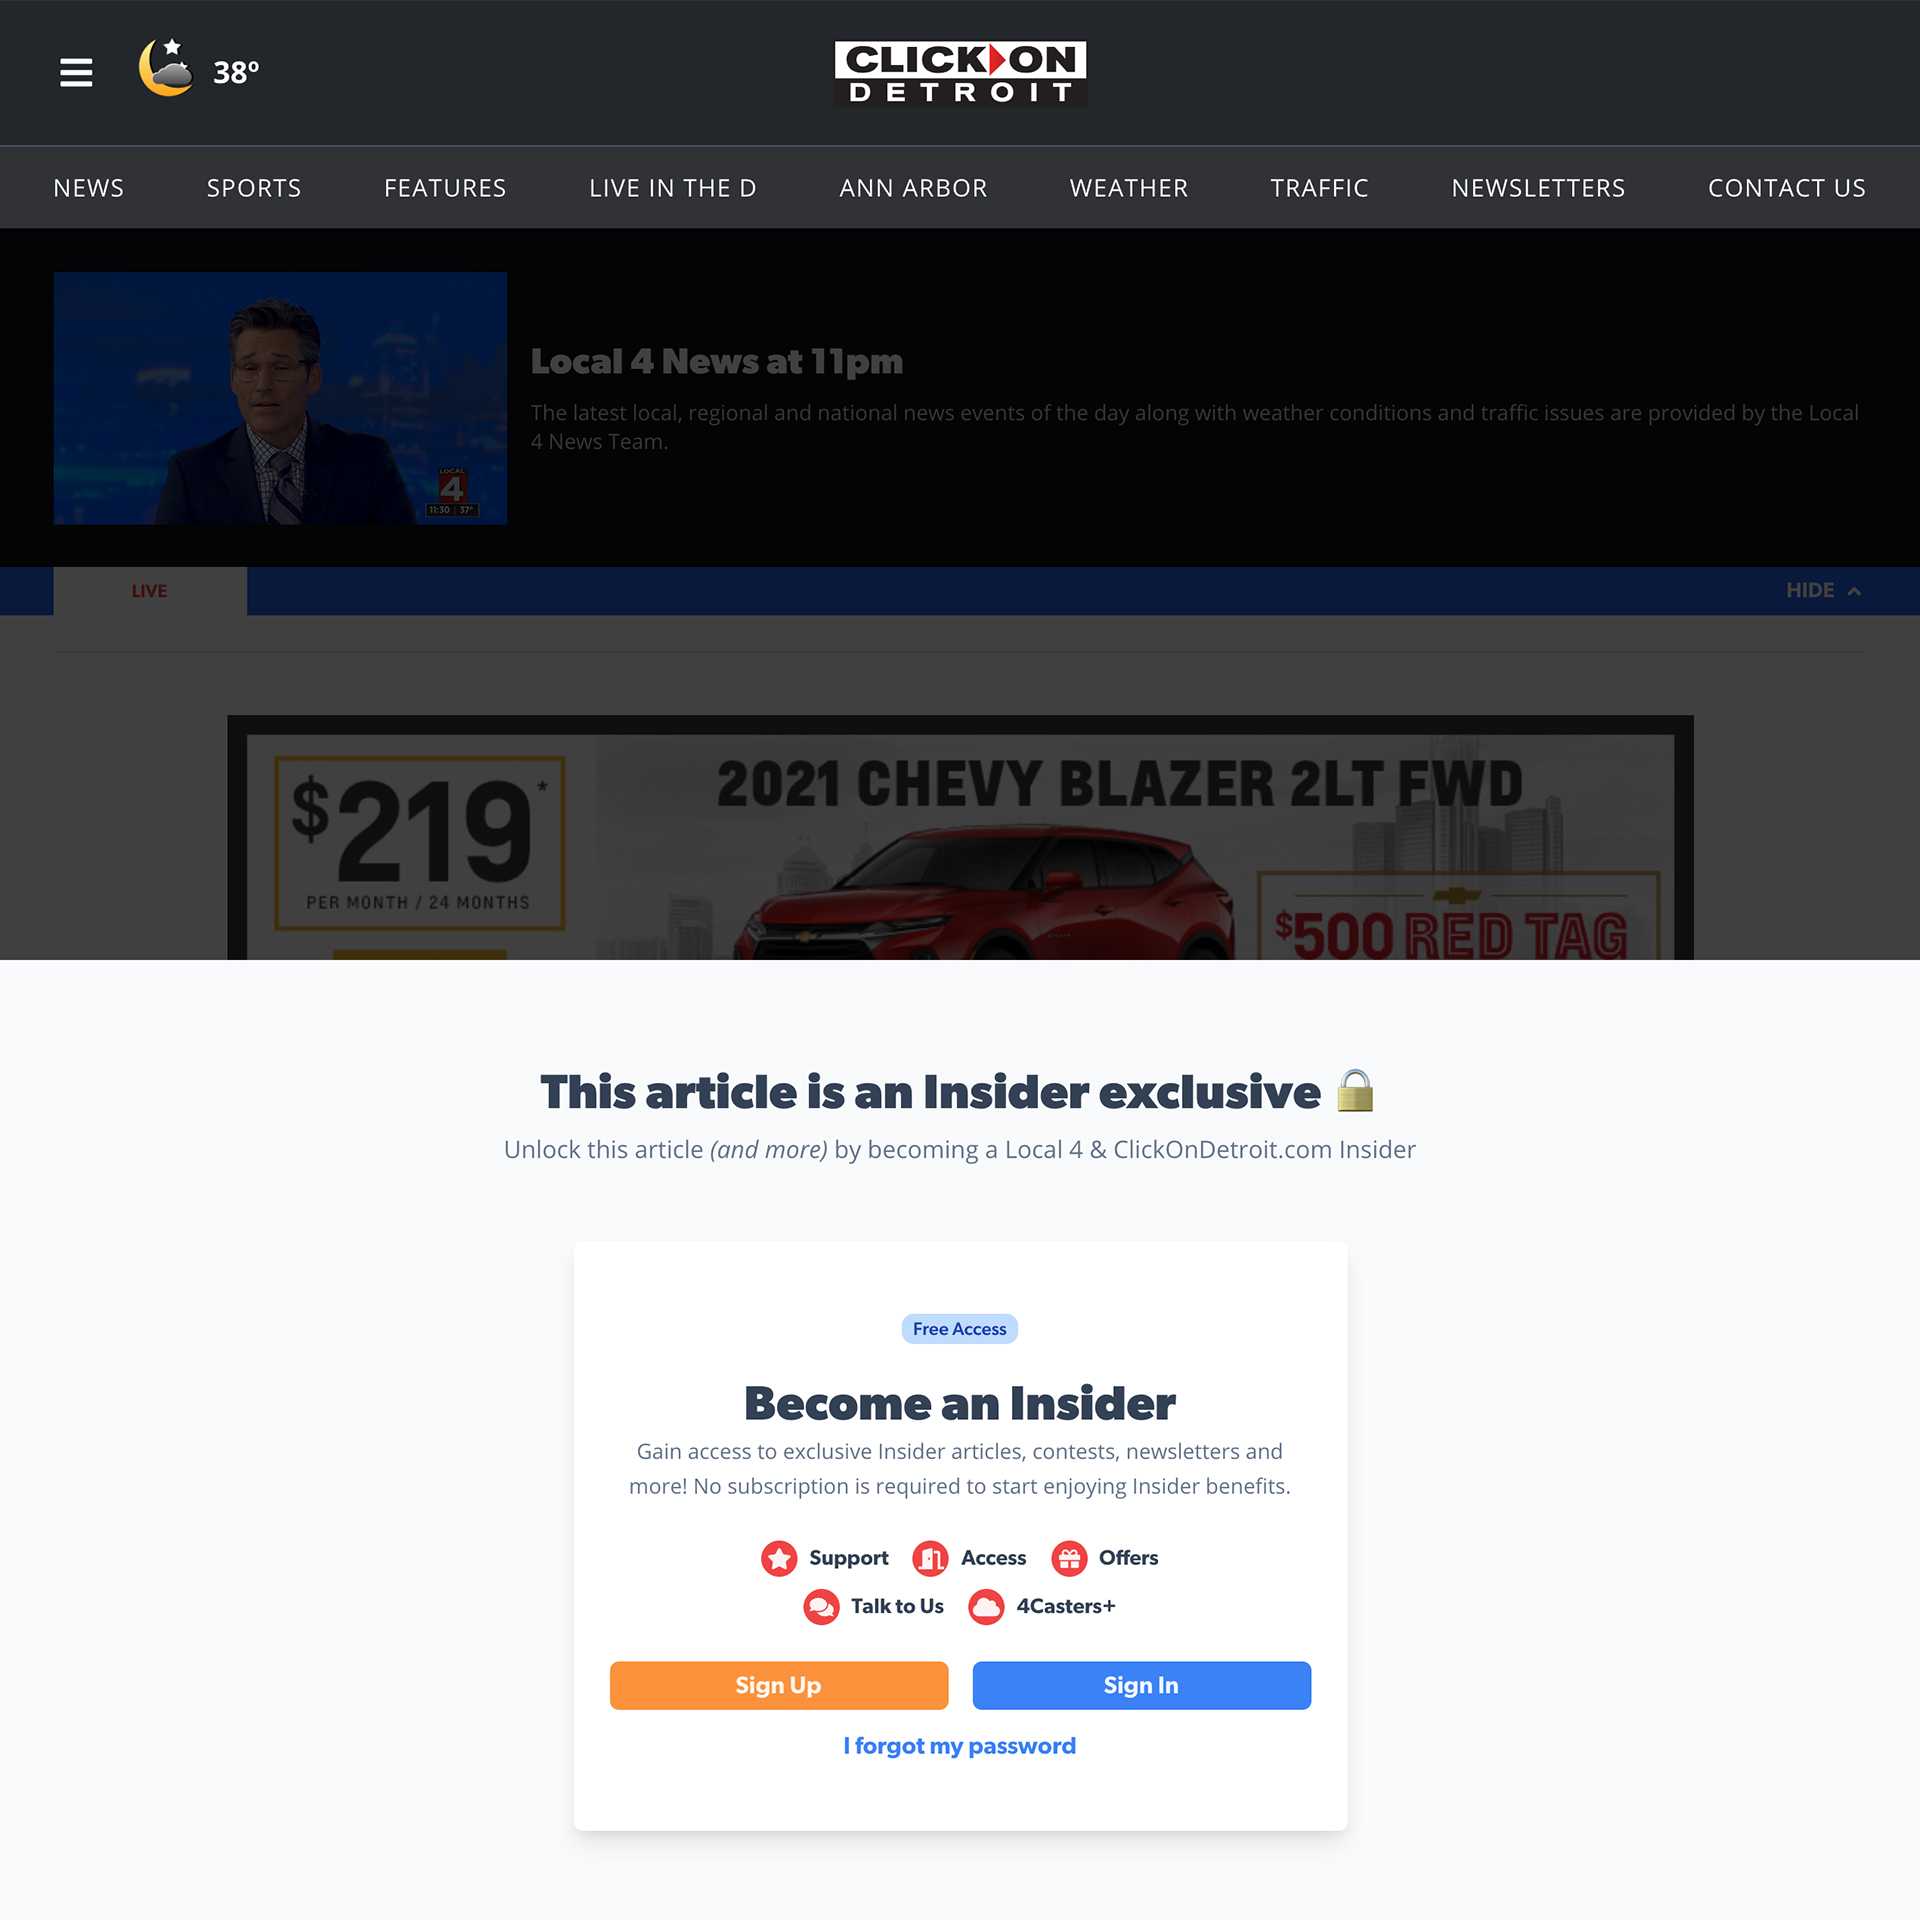 38º
CLICK ON
DETROIT
NEWS SPORTS FEATURES LIVE IN THE D ANN ARBOR WEATHER TRAFFIC NEWSLETTERS CONTACT US
LOCAL
4
11:30 37°
Local 4 News at 11pm
The latest local, regional and national news events of the day along with weather conditions and traffic issues are provided by the Local
4 News Team.
LIVE
HIDE
$219*
PER MONTH / 24 MONTHS
2021 CHEVY BLAZER 2LT FWD
$500 RED TAG
This article is an Insider exclusive 🔒
Unlock this article (and more) by becoming a Local 4 & ClickOnDetroit.com Insider
Free Access
Become an Insider
Gain access to exclusive Insider articles, contests, newsletters and
more! No subscription is required to start enjoying Insider benefits.
Support Access Offers
Talk to Us 4Casters+
Sign Up Sign In
I forgot my password